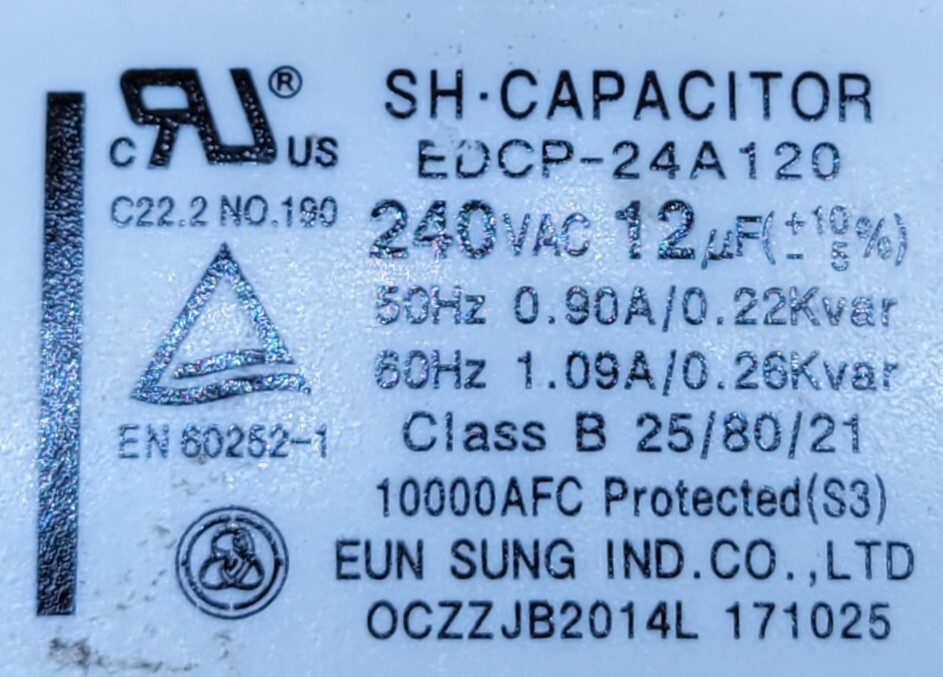 C UR US ®
C22.2 NO.190
EN 60252-1
SH·CAPACITOR
EDCP-24A120
240VAC 12µF(+10 -5%)
50Hz 0.90A/0.22Kvar
60Hz 1.09A/0.26Kvar
Class B 25/80/21
10000AFC Protected(S3)
EUN SUNG IND.CO.,LTD
OCZZJB2014L 171025